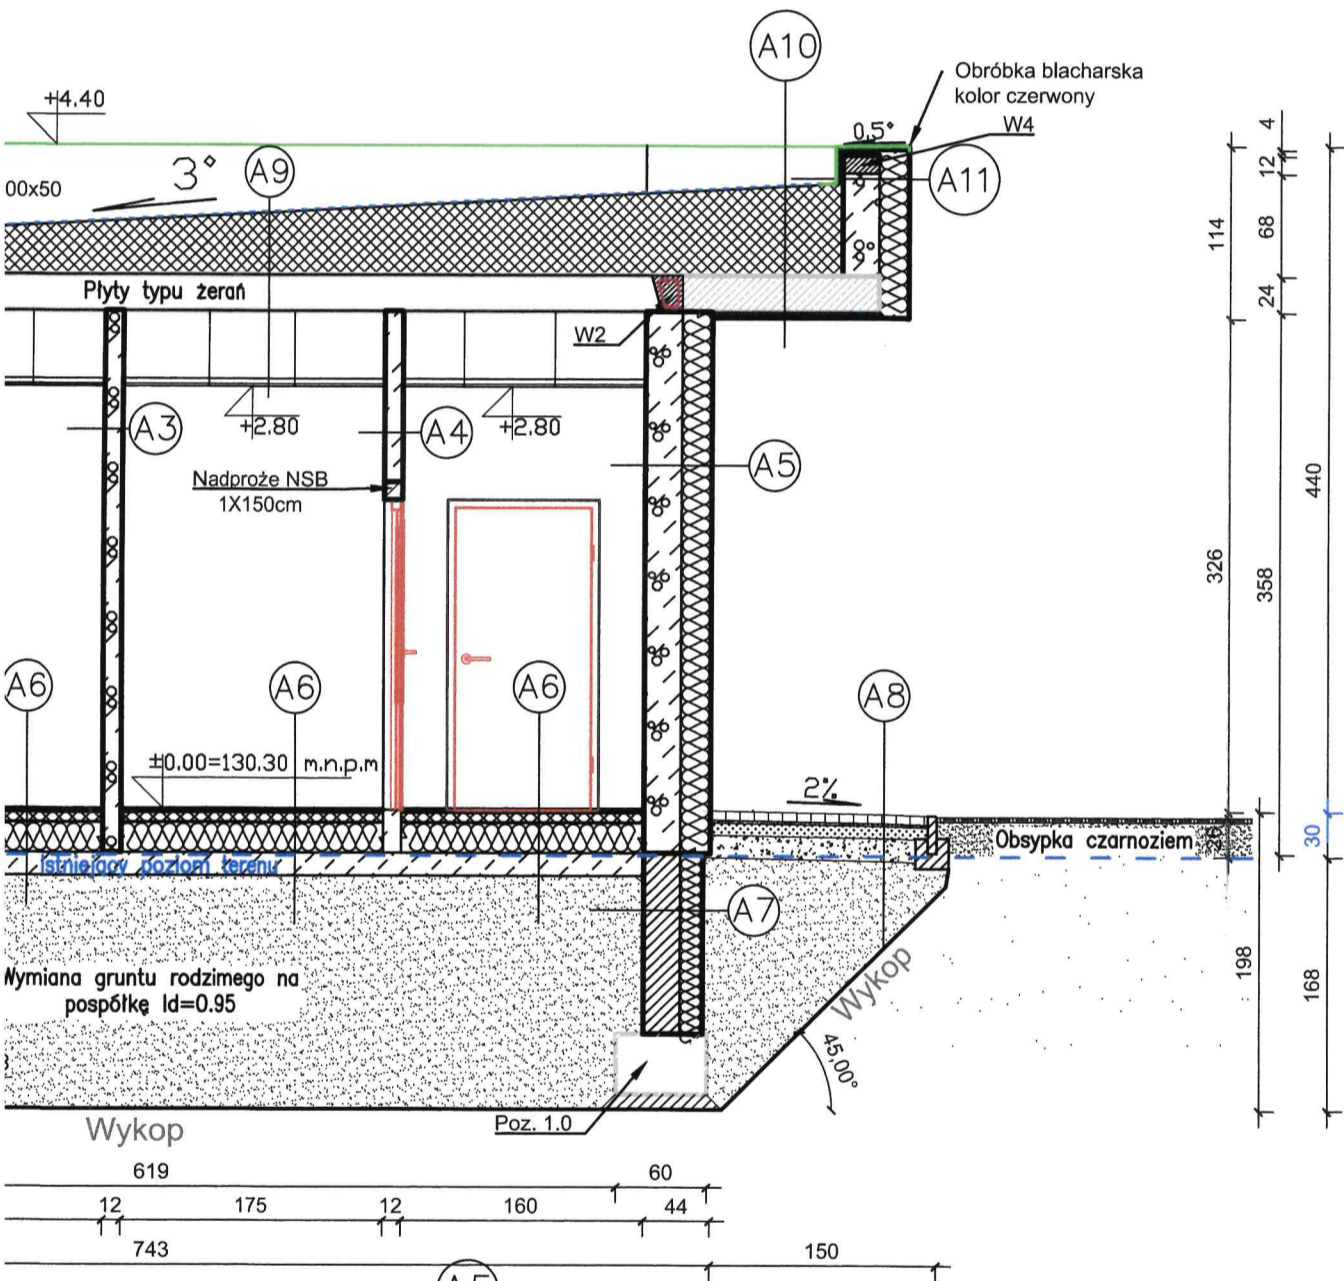 A10
Obróbka blacharska
kolor czerwony
+4.40
0.5°
W4
4
12
3°
A9
A11
00x50
114
68
Płyty typu żerań
24
W2
+2.80
+2.80
A3
A4
A5
Nadproże NSB
1X150cm
440
326
358
A6
A6
A6
A8
±0.00=130.30 m.n.p.m
2%
Obsypka czarnoziem
30
Istniejący poziom terenu
A7
Wymiana gruntu rodzimego na
pospółkę Id=0.95
Wykop
198
168
45,00°
Poz. 1.0
Wykop
619
60
12
175
12
160
44
743
150
A5